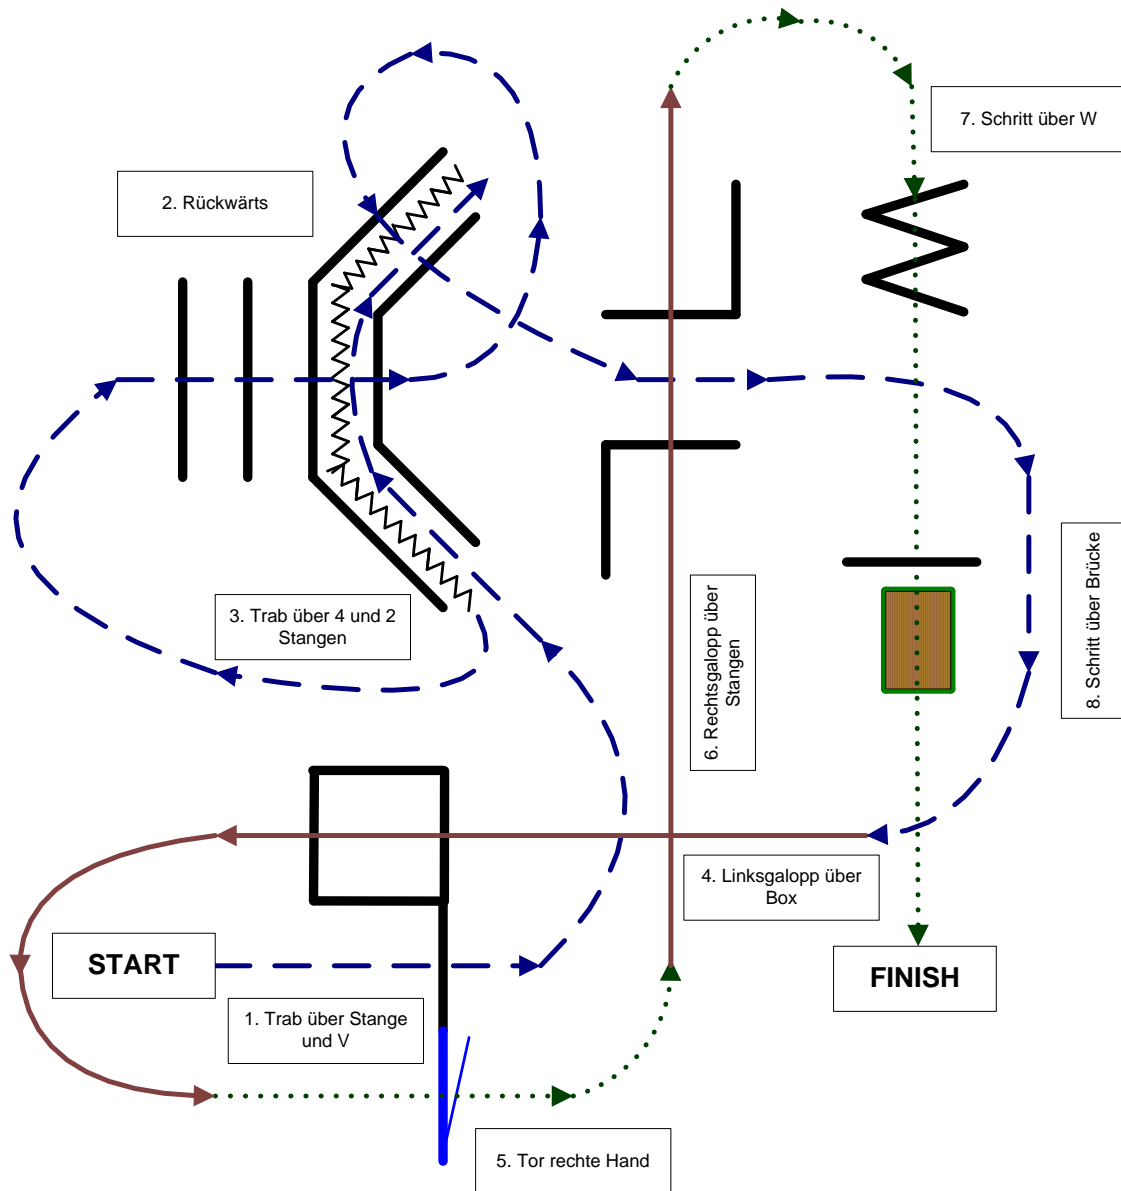 7. Schritt über W
2. Rückwärts
3. Trab über 4 und 2
Stangen
6. Rechtsgalopp über
Stangen
8. Schritt über Brücke
4. Linksgalopp über
Box
START
FINISH
1. Trab über Stange
und V
5. Tor rechte Hand